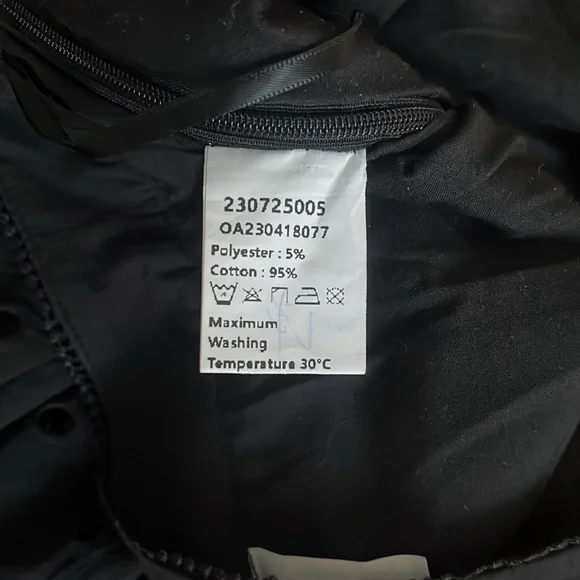 230725005
OA230418077
Polyester : 5%
Cotton : 95%
Maximum
Washing
Temperature 30°C